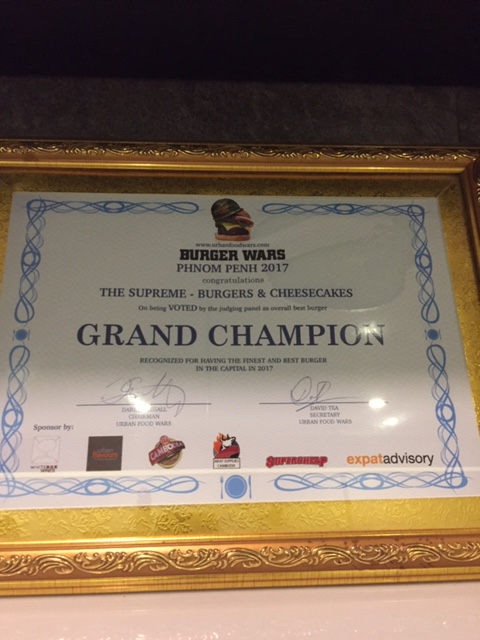 www.urbanfoodwars.com
BURGER WARS
PHNOM PENH 2017
congratulations
THE SUPREME - BURGERS & CHEESECAKES
On being VOTED by the judging panel as overall best burger
GRAND CHAMPION
RECOGNIZED FOR HAVING THE FINEST AND BEST BURGER
IN THE CAPITAL IN 2017
DAVID TEA
CHAIRMAN
SECRETARY
URBAN FOOD WARS
URBAN FOOD WARS
Sponsor by:
CAMBODIA
SUPERCHEAP
expatadvisory